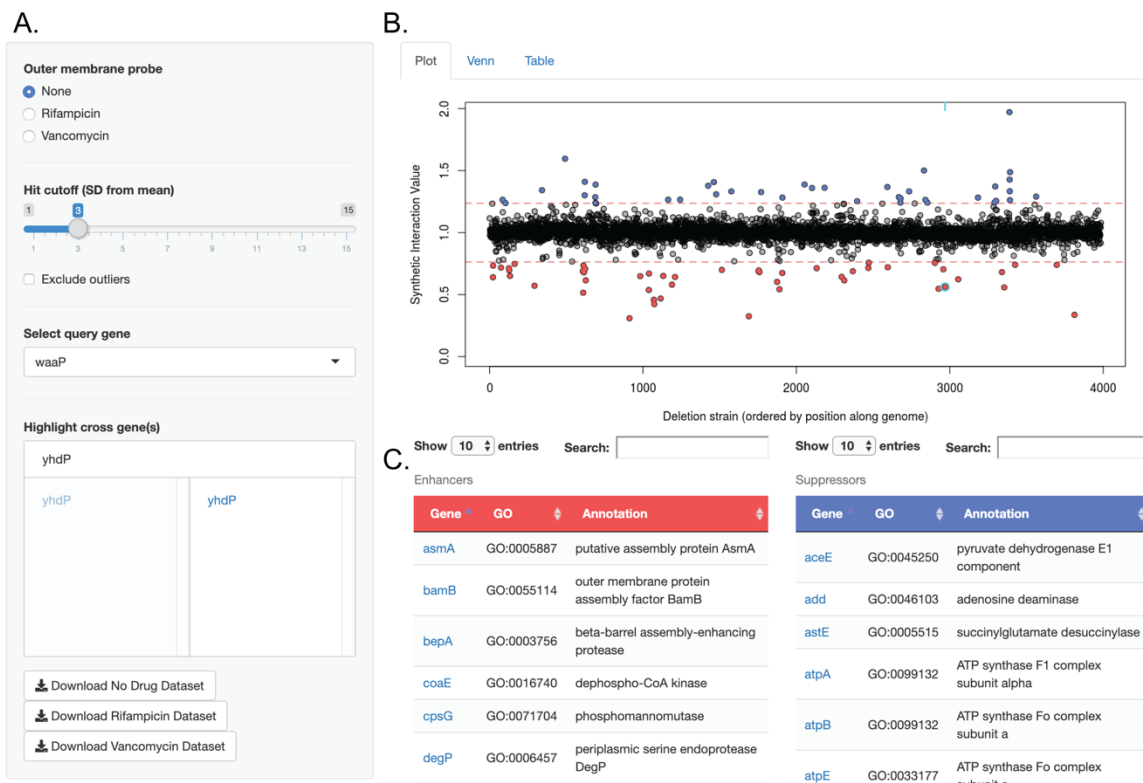 A.
Outer membrane probe
None
Rifampicin
Vancomycin
Hit cutoff (SD from mean)
1 3 15
1 3 5 7 9 11 13 15
Exclude outliers
Select query gene
waaP
Highlight cross gene(s)
yhdP
yhdP yhdP
Download No Drug Dataset
Download Rifampicin Dataset
Download Vancomycin Dataset
B.
Plot Venn Table
Synthetic Interaction Value
2.0
1.5
1.0
0.5
0.0
0 1000 2000 3000 4000
Deletion strain (ordered by position along genome)
C.
Show 10 entries Search:
Enhancers
Gene GO Annotation
asmA GO:0005887 putative assembly protein AsmA
bamB GO:0055114 outer membrane protein
assembly factor BamB
bepA GO:0003756 beta-barrel assembly-enhancing
protease
coaE GO:0016740 dephospho-CoA kinase
cpsG GO:0071704 phosphomannomutase
degP GO:0006457 periplasmic serine endoprotease
DegP
Show 10 entries Search:
Suppressors
Gene GO Annotation
aceE GO:0045250 pyruvate dehydrogenase E1
component
add GO:0046103 adenosine deaminase
astE GO:0005515 succinylglutamate desuccinylase
atpA GO:0099132 ATP synthase F1 complex
subunit alpha
atpB GO:0099132 ATP synthase Fo complex
subunit a
atpE GO:0033177 ATP synthase Fo complex